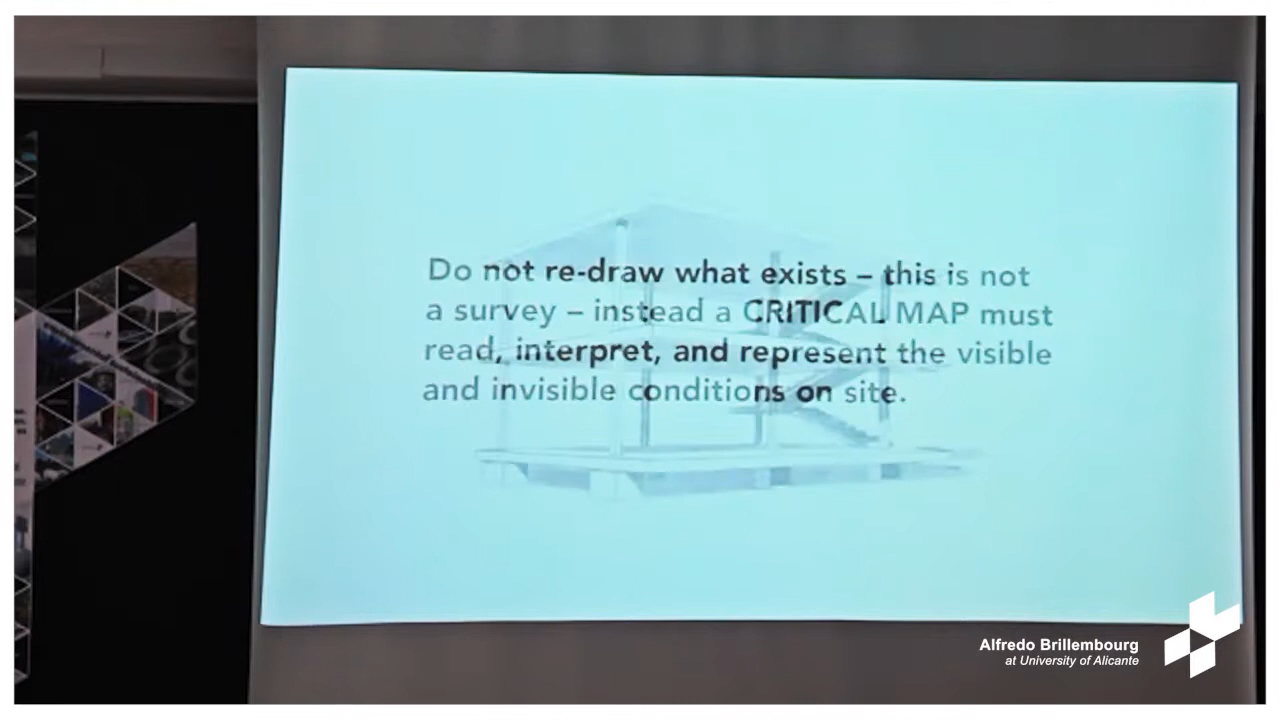 Do not re-draw what exists – this is not
a survey – instead a CRITICAL MAP must
read, interpret, and represent the visible
and invisible conditions on site.
Alfredo Brillembourg
at University of Alicante